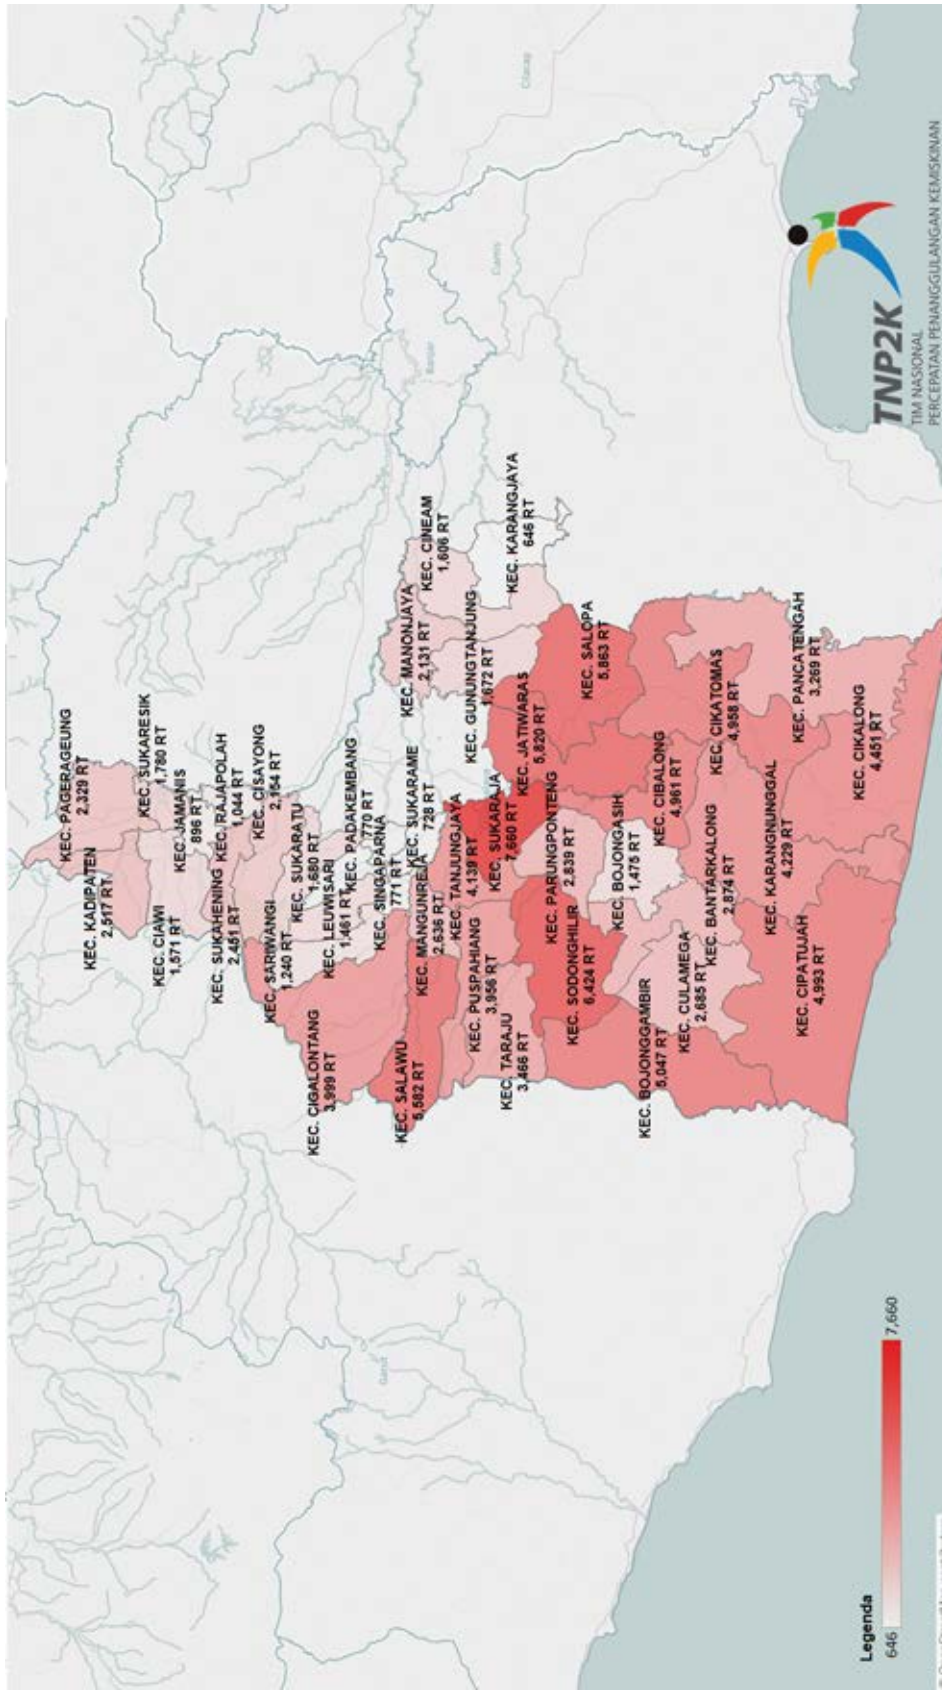 KEC. PAGERAGEUNG
2,329 RT
KEC. KADIPATEN
2,517 RT
KEC. SUKARESIK
1,780 RT
KEC. CIAWI
1,571 RT
KEC. JAMANIS
896 RT
KEC. RAJAPOLAH
1,044 RT
KEC. SUKAHENING
2,451 RT
KEC. CISAYONG
2,154 RT
KEC. SARIWANGI
1,240 RT
KEC. SUKARATU
1,680 RT
KEC. LEUWISARI
1,461 RT
KEC. PADAKEMBANG
770 RT
KEC. CIGALONTANG
3,999 RT
KEC. SINGAPARNA
771 RT
KEC. SUKARAME
728 RT
KEC. MANONJAYA
2,131 RT
KEC. CINEAM
1,606 RT
KEC. SALAWU
5,582 RT
KEC. MANGUNREJA
2,636 RT
KEC. TANJUNGJAYA
4,139 RT
KEC. GUNUNGTANJUNG
1,672 RT
KEC. KARANGJAYA
646 RT
KEC. PUSPAHIANG
3,956 RT
KEC. SUKARAJA
7,660 RT
KEC. JATIWARAS
5,820 RT
KEC. TARAJU
3,466 RT
KEC. PARUNGPONTENG
2,839 RT
KEC. SALOPA
5,863 RT
KEC. SODONGHILIR
6,424 RT
KEC. BOJONGASIH
1,475 RT
KEC. CIBALONG
4,961 RT
KEC. BOJONGGAMBIR
5,047 RT
KEC. CULAMEGA
2,685 RT
KEC. BANTARKALONG
2,874 RT
KEC. CIKATOMAS
4,958 RT
KEC. KARANGNUNGGAL
4,229 RT
KEC. PANCATENGAH
3,269 RT
KEC. CIPATUJAH
4,993 RT
KEC. CIKALONG
4,451 RT
Garut
Banjar
Ciamis
Cilacap
Legenda
646
7,660
TNP2K
TIM NASIONAL
PERCEPATAN PENANGGULANGAN KEMISKINAN